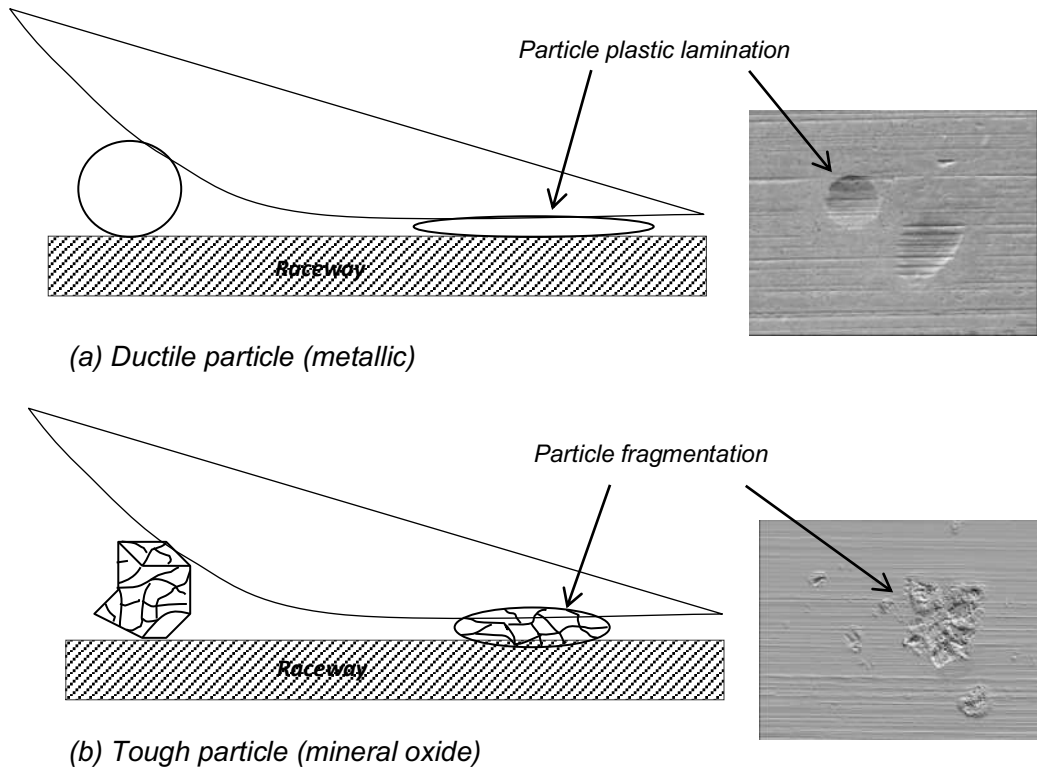 Particle plastic lamination
Raceway
(a) Ductile particle (metallic)
Particle fragmentation
Raceway
(b) Tough particle (mineral oxide)